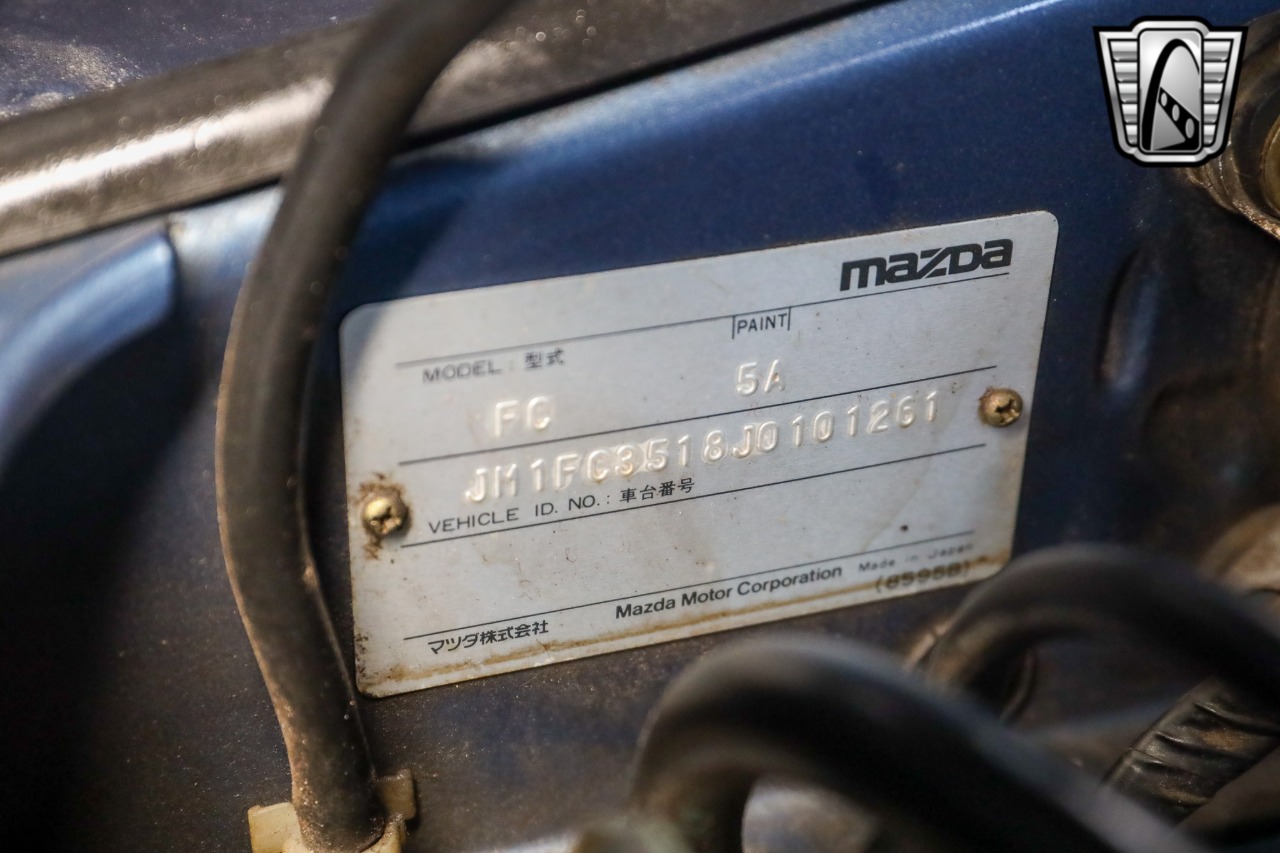 mazda
PAINT
MODEL : 型式
5A
FC
JM1FC3518J0101261
VEHICLE ID. NO. : 車台番号
Mazda Motor Corporation Made in Japan
マツダ株式会社 (8595B)